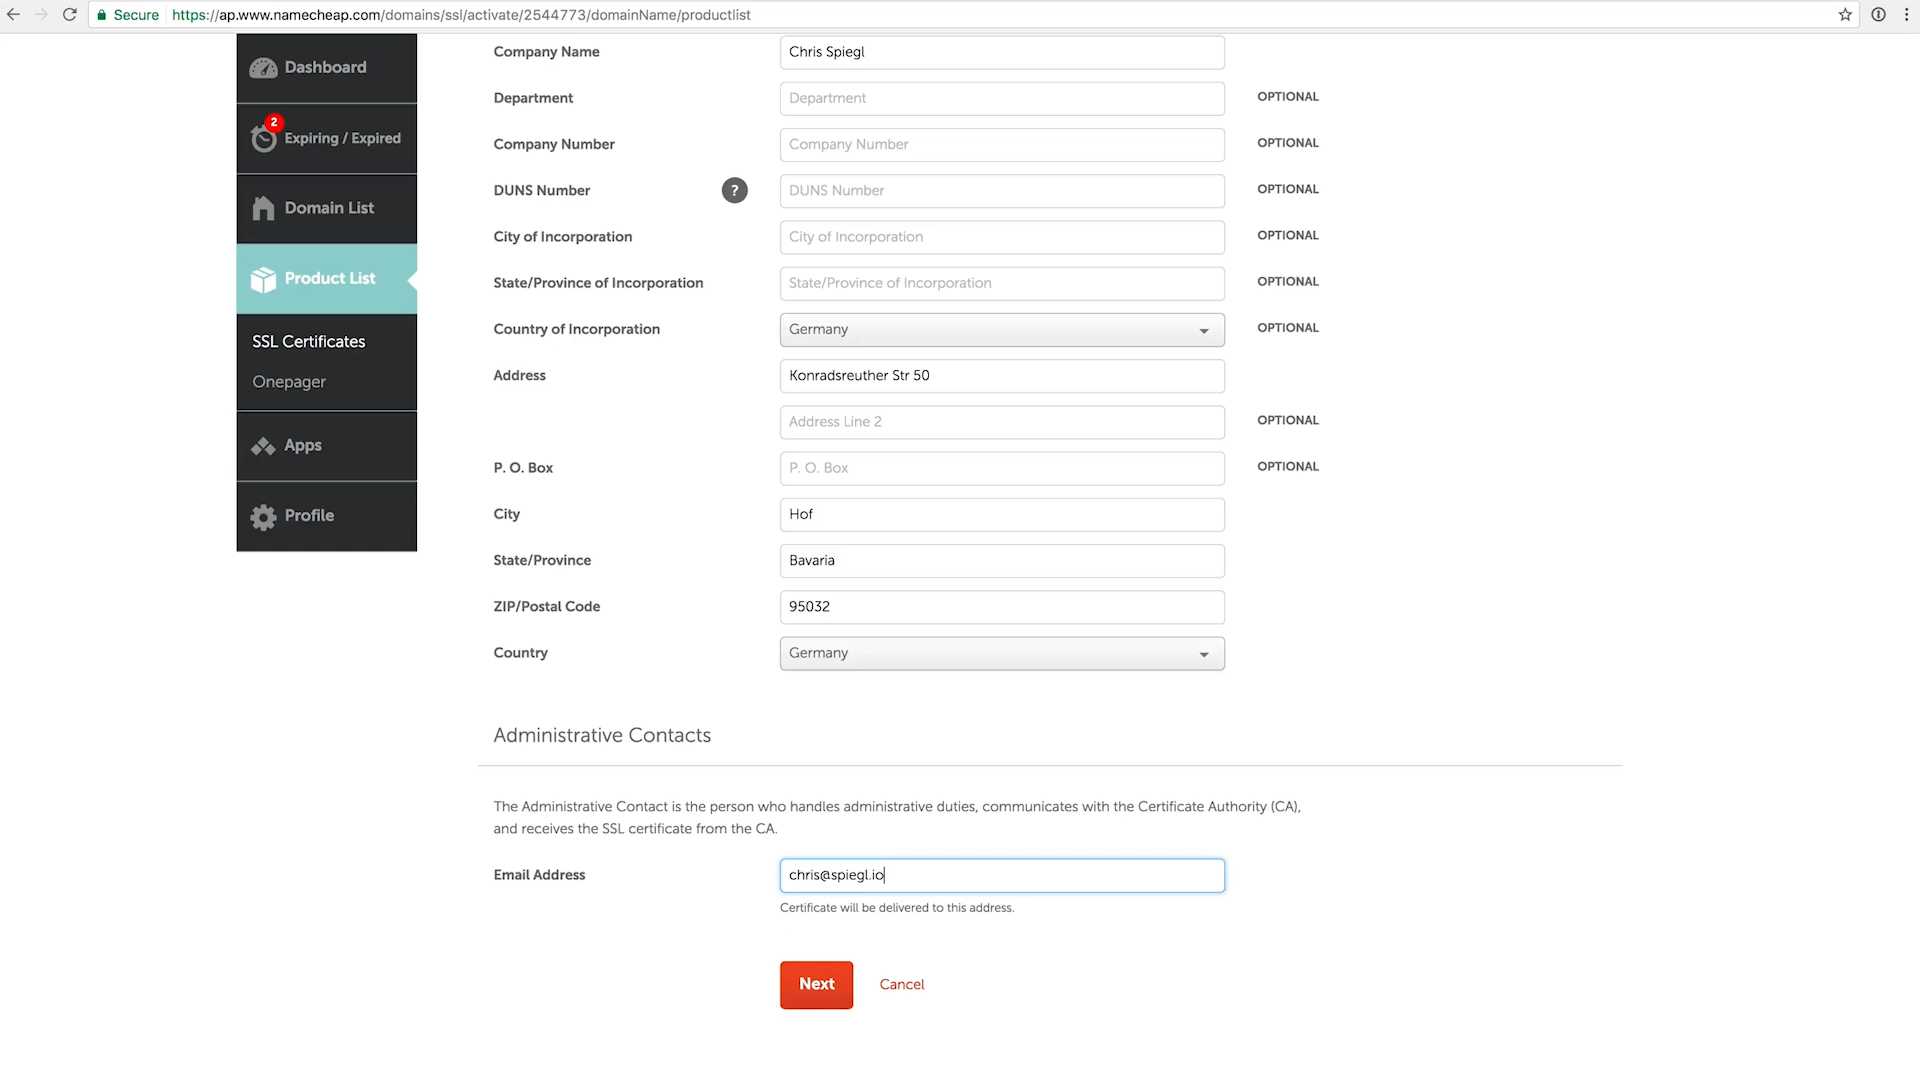 Secure
https://ap.www.namecheap.com/domains/ssl/activate/2544773/domainName/productlist
Dashboard
2
Expiring / Expired
Domain List
Product List
SSL Certificates
Onepager
Apps
Profile
Company Name
Chris Spiegl
Department
Department
OPTIONAL
Company Number
Company Number
OPTIONAL
DUNS Number
?
DUNS Number
OPTIONAL
City of Incorporation
City of Incorporation
OPTIONAL
State/Province of Incorporation
State/Province of Incorporation
OPTIONAL
Country of Incorporation
Germany
OPTIONAL
Address
Konradsreuther Str 50
Address Line 2
OPTIONAL
P. O. Box
P. O. Box
OPTIONAL
City
Hof
State/Province
Bavaria
ZIP/Postal Code
95032
Country
Germany
Administrative Contacts
The Administrative Contact is the person who handles administrative duties, communicates with the Certificate Authority (CA),
and receives the SSL certificate from the CA.
Email Address
chris@spiegl.io
Certificate will be delivered to this address.
Next
Cancel